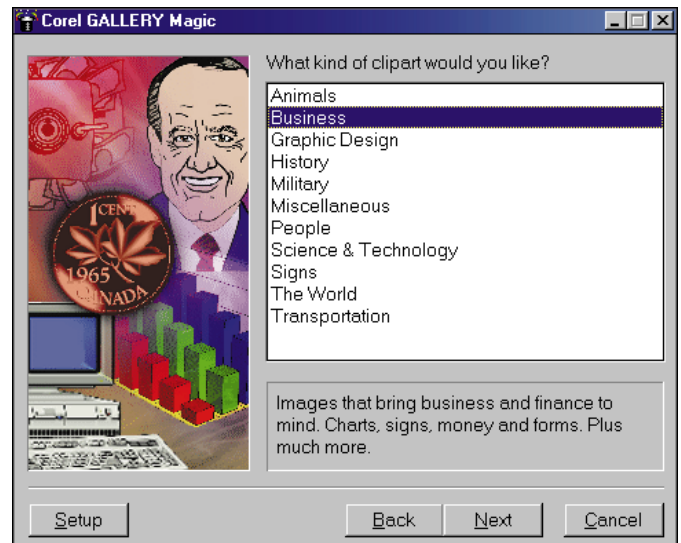 Corel GALLERY Magic
What kind of clipart would you like?
Animals
Business
Graphic Design
History
Military
Miscellaneous
People
Science & Technology
Signs
The World
Transportation
1 CENT
1965
CANADA
Images that bring business and finance to
mind. Charts, signs, money and forms. Plus
much more.
Setup
Back
Next
Cancel